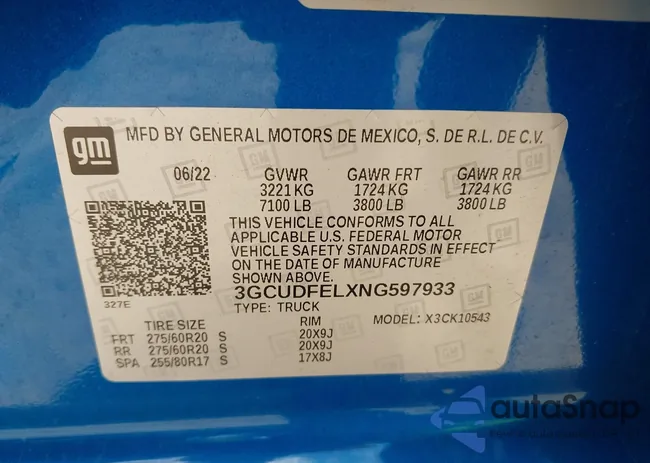 gm
MFD BY GENERAL MOTORS DE MEXICO, S. DE R.L. DE C.V.
06/22 GVWR GAWR FRT GAWR RR
3221 KG 1724 KG 1724 KG
7100 LB 3800 LB 3800 LB
THIS VEHICLE CONFORMS TO ALL
APPLICABLE U.S. FEDERAL MOTOR
VEHICLE SAFETY STANDARDS IN EFFECT
ON THE DATE OF MANUFACTURE
SHOWN ABOVE.
327E
3GCUDFELXNG597933
TYPE: TRUCK MODEL: X3CK10543
TIRE SIZE RIM
FRT 275/60R20 S 20X9J
RR 275/60R20 S 20X9J
SPA 255/80R17 S 17X8J
autoSnap